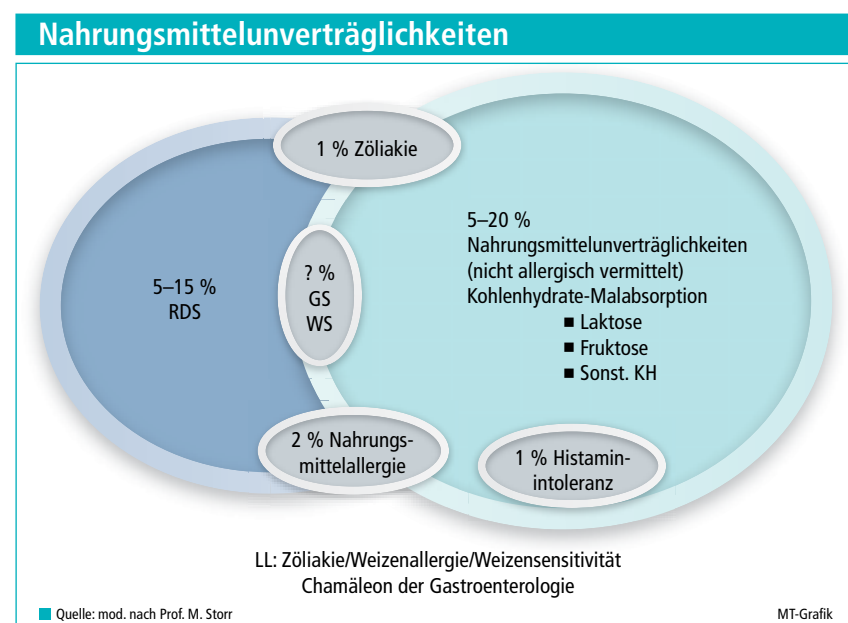 Nahrungsmittelunverträglichkeiten
1 % Zöliakie
5–15 %
RDS
? %
GS
WS
5–20 %
Nahrungsmittelunverträglichkeiten
(nicht allergisch vermittelt)
Kohlenhydrate-Malabsorption
■ Laktose
■ Fruktose
■ Sonst. KH
2 % Nahrungs-
mittelallergie
1 % Histamin-
intoleranz
LL: Zöliakie/Weizenallergie/Weizensensitivität
Chamäleon der Gastroenterologie
Quelle: mod. nach Prof. M. Storr
MT-Grafik